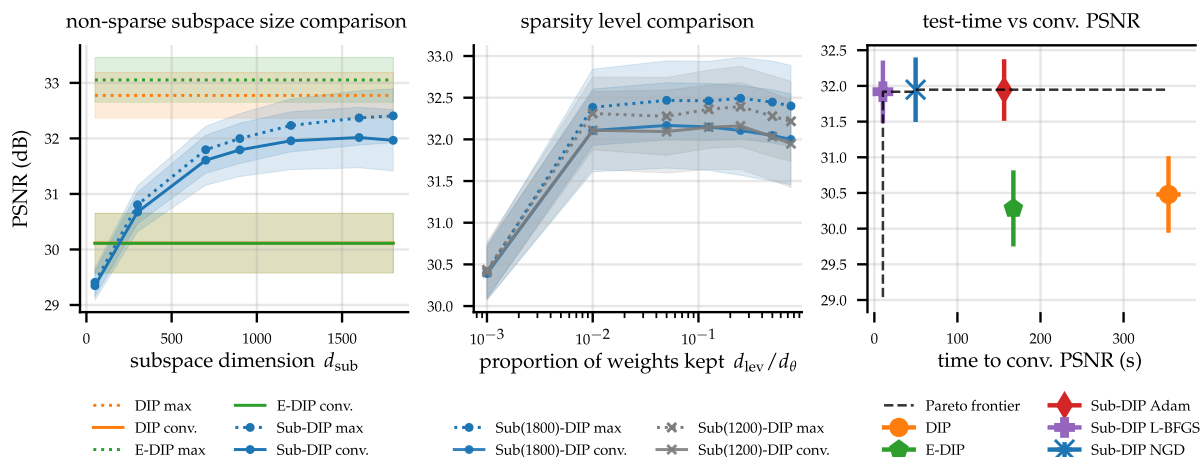 non-sparse subspace size comparison
PSNR (dB)
33
32
31
30
29
0
500
1000
1500
subspace dimension d_sub
sparsity level comparison
33.0
32.5
32.0
31.5
31.0
30.5
30.0
10⁻³
10⁻²
10⁻¹
proportion of weights kept d_lev/d_θ
test-time vs conv. PSNR
32.5
32.0
31.5
31.0
30.5
30.0
29.5
29.0
0
100
200
300
time to conv. PSNR (s)
DIP max
DIP conv.
E-DIP max
E-DIP conv.
Sub-DIP max
Sub-DIP conv.
Sub(1800)-DIP max
Sub(1800)-DIP conv.
Sub(1200)-DIP max
Sub(1200)-DIP conv.
Pareto frontier
DIP
E-DIP
Sub-DIP Adam
Sub-DIP L-BFGS
Sub-DIP NGD